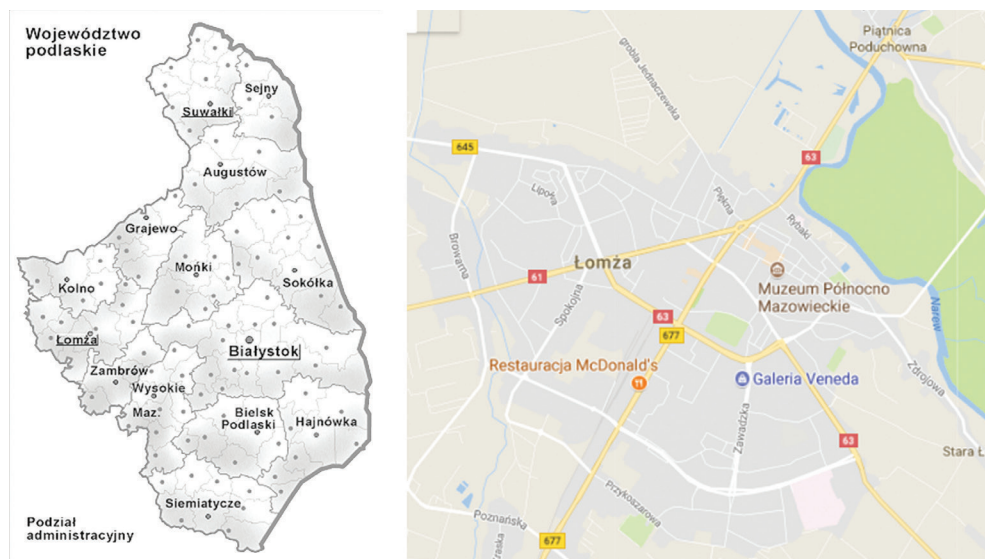 Województwo
podlaskie
Sejny
Suwałki
Augustów
Grajewo
Mońki
Sokółka
Kolno
Łomża
Białystok
Zambrów
Wysokie
Maz.
Bielsk
Podlaski
Hajnówka
Siemiatycze
Podział
administracyjny
Piątnica
Poduchowna
grobla Jednaczewska
645
63
Lipowa
Piękna
Rybaki
Browarna
Łomża
61
Muzeum Północno
Mazowieckie
Spokojna
Narew
63
677
Restauracja McDonald's
Galeria Veneda
Zdrojowa
Zawadzka
63
Stara Ł
Przykoszarowa
Poznańska
677
raska